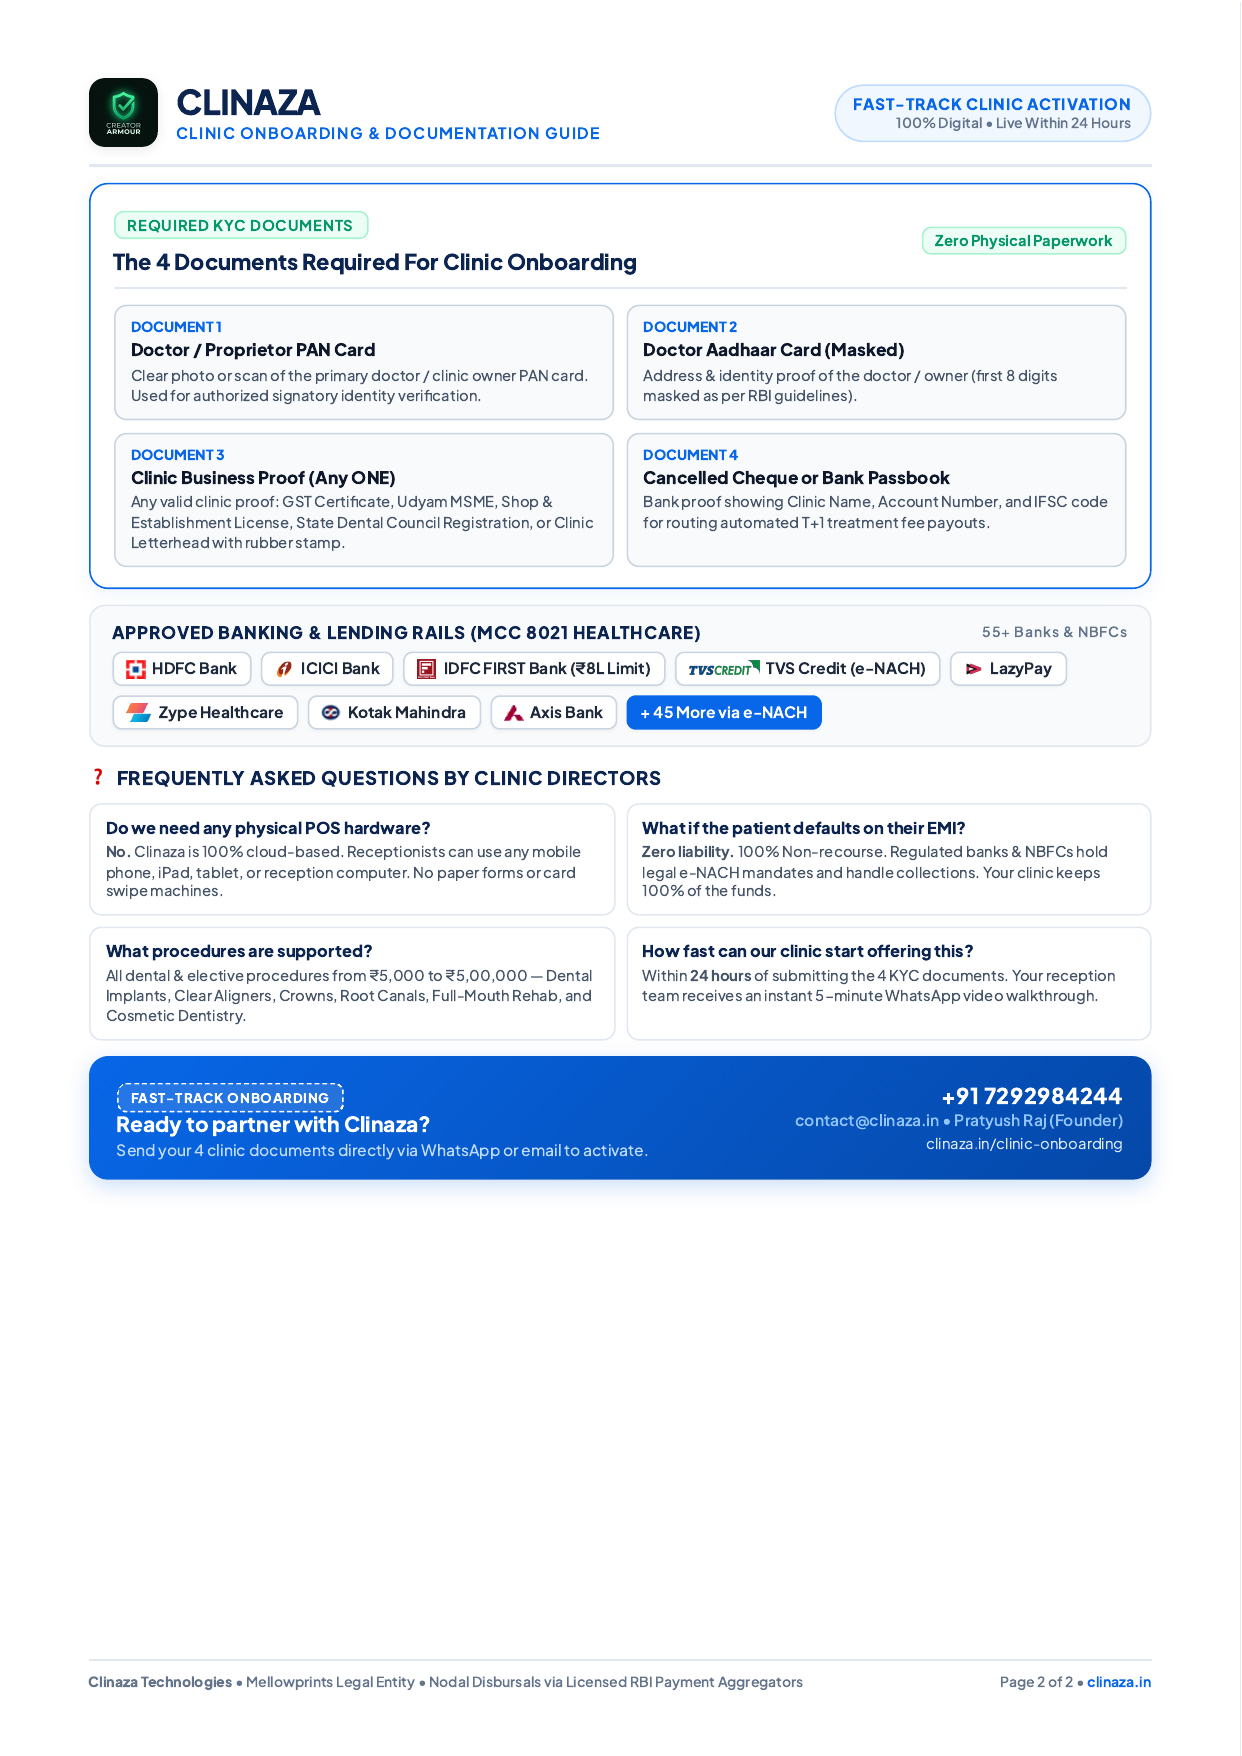 CREATOR
ARMOUR
CLINAZA
CLINIC ONBOARDING & DOCUMENTATION GUIDE
FAST-TRACK CLINIC ACTIVATION
100% Digital • Live Within 24 Hours
REQUIRED KYC DOCUMENTS
The 4 Documents Required For Clinic Onboarding
Zero Physical Paperwork
DOCUMENT 1
Doctor / Proprietor PAN Card
Clear photo or scan of the primary doctor / clinic owner PAN card.
Used for authorized signatory identity verification.
DOCUMENT 2
Doctor Aadhaar Card (Masked)
Address & identity proof of the doctor / owner (first 8 digits
masked as per RBI guidelines).
DOCUMENT 3
Clinic Business Proof (Any ONE)
Any valid clinic proof: GST Certificate, Udyam MSME, Shop &
Establishment License, State Dental Council Registration, or Clinic
Letterhead with rubber stamp.
DOCUMENT 4
Cancelled Cheque or Bank Passbook
Bank proof showing Clinic Name, Account Number, and IFSC code
for routing automated T+1 treatment fee payouts.
APPROVED BANKING & LENDING RAILS (MCC 8021 HEALTHCARE)
55+ Banks & NBFCs
HDFC Bank
ICICI Bank
IDFC FIRST Bank (₹8L Limit)
TVS CREDIT TVS Credit (e-NACH)
LazyPay
Zype Healthcare
Kotak Mahindra
Axis Bank
+ 45 More via e-NACH
? FREQUENTLY ASKED QUESTIONS BY CLINIC DIRECTORS
Do we need any physical POS hardware?
No. Clinaza is 100% cloud-based. Receptionists can use any mobile
phone, iPad, tablet, or reception computer. No paper forms or card
swipe machines.
What if the patient defaults on their EMI?
Zero liability. 100% Non-recourse. Regulated banks & NBFCs hold
legal e-NACH mandates and handle collections. Your clinic keeps
100% of the funds.
What procedures are supported?
All dental & elective procedures from ₹5,000 to ₹5,00,000 — Dental
Implants, Clear Aligners, Crowns, Root Canals, Full-Mouth Rehab, and
Cosmetic Dentistry.
How fast can our clinic start offering this?
Within 24 hours of submitting the 4 KYC documents. Your reception
team receives an instant 5-minute WhatsApp video walkthrough.
FAST-TRACK ONBOARDING
Ready to partner with Clinaza?
Send your 4 clinic documents directly via WhatsApp or email to activate.
+91 7292984244
contact@clinaza.in • Pratyush Raj (Founder)
clinaza.in/clinic-onboarding
Clinaza Technologies • Mellowprints Legal Entity • Nodal Disbursals via Licensed RBI Payment Aggregators
Page 2 of 2 • clinaza.in